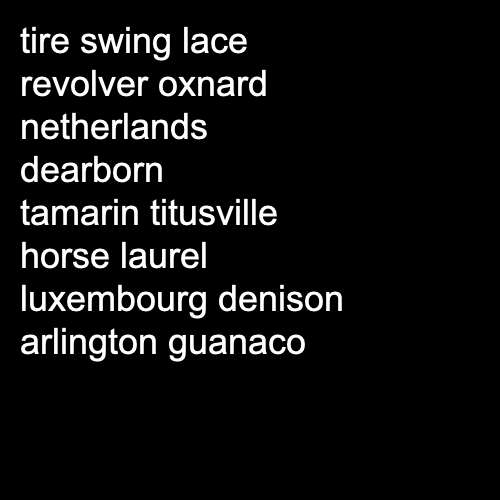 tire swing lace
revolver oxnard
netherlands
dearborn
tamarin titusville
horse laurel
luxembourg denison
arlington guanaco